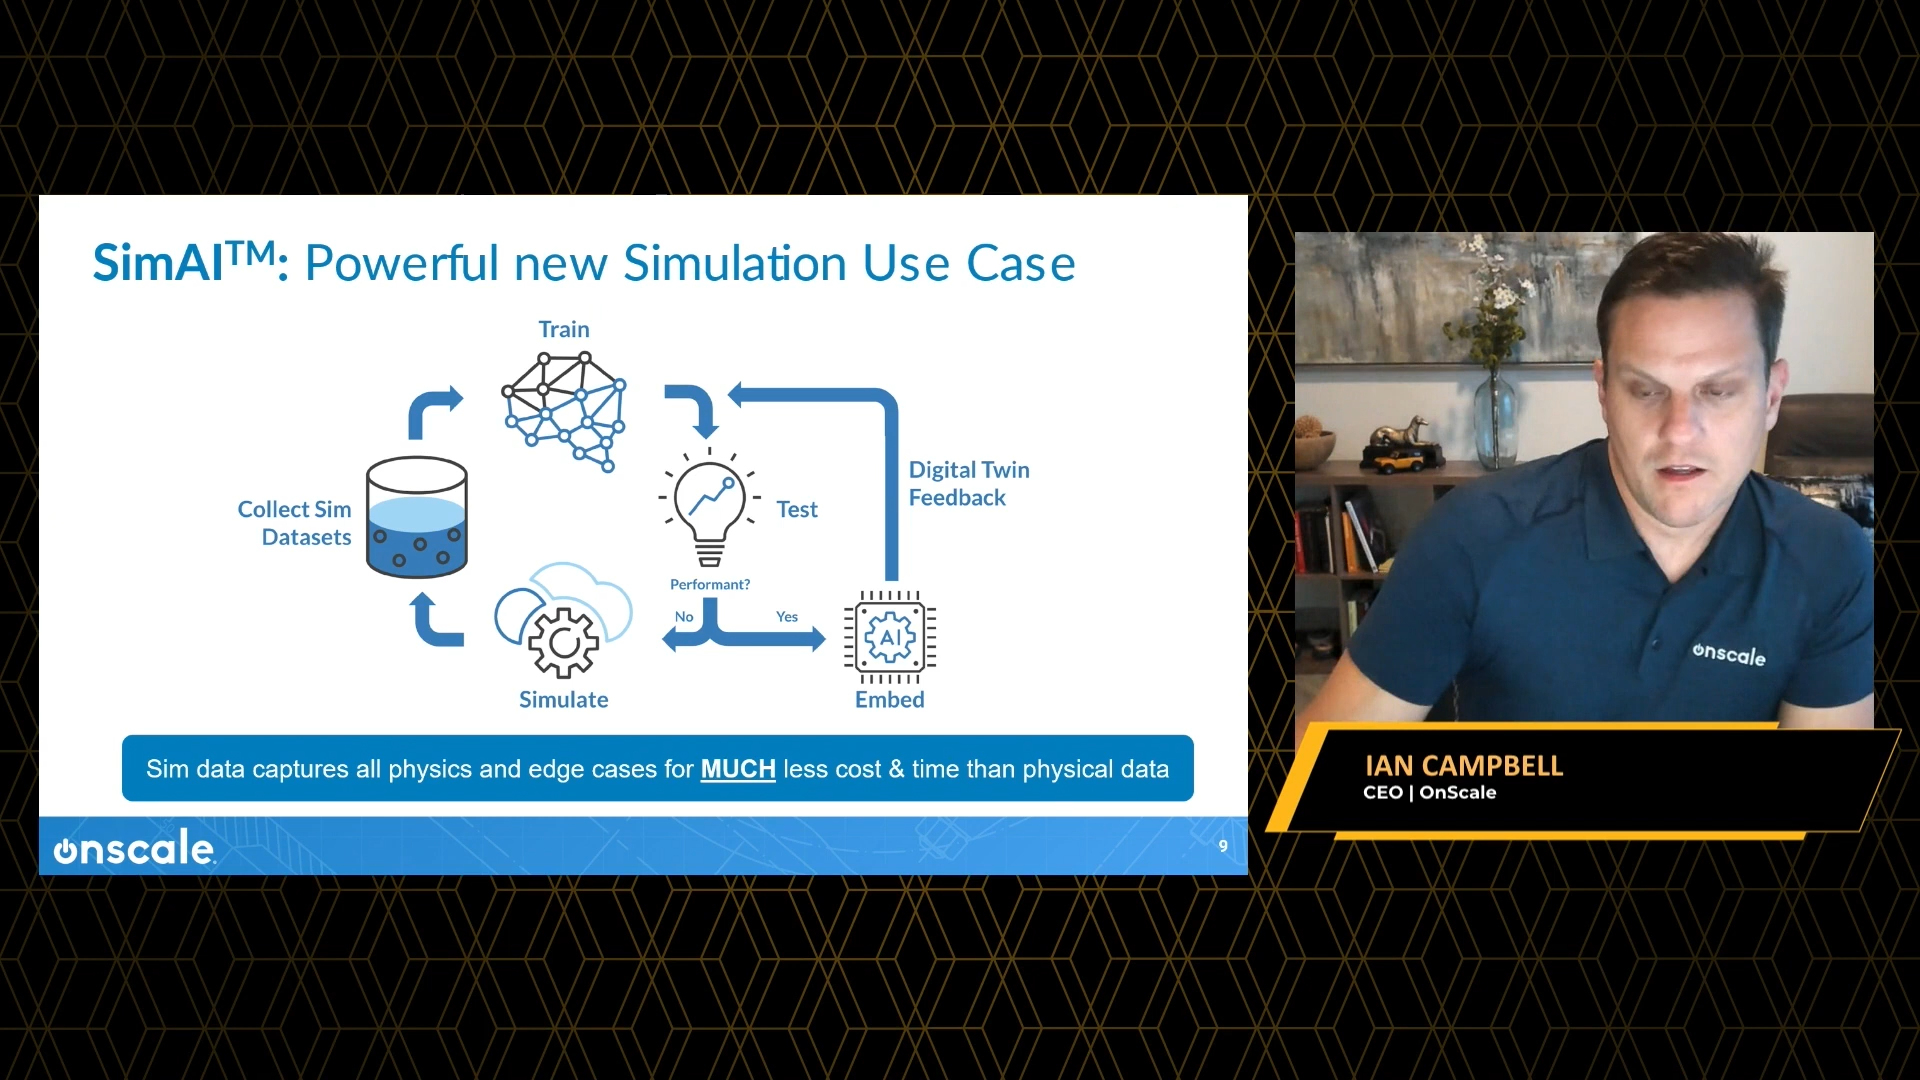 SimAI™: Powerful new Simulation Use Case
Train
Collect Sim
Datasets
Test
Digital Twin
Feedback
Performant?
No
Yes
AI
Simulate
Embed
Sim data captures all physics and edge cases for MUCH less cost & time than physical data
onscale
9
onscale
IAN CAMPBELL
CEO | OnScale